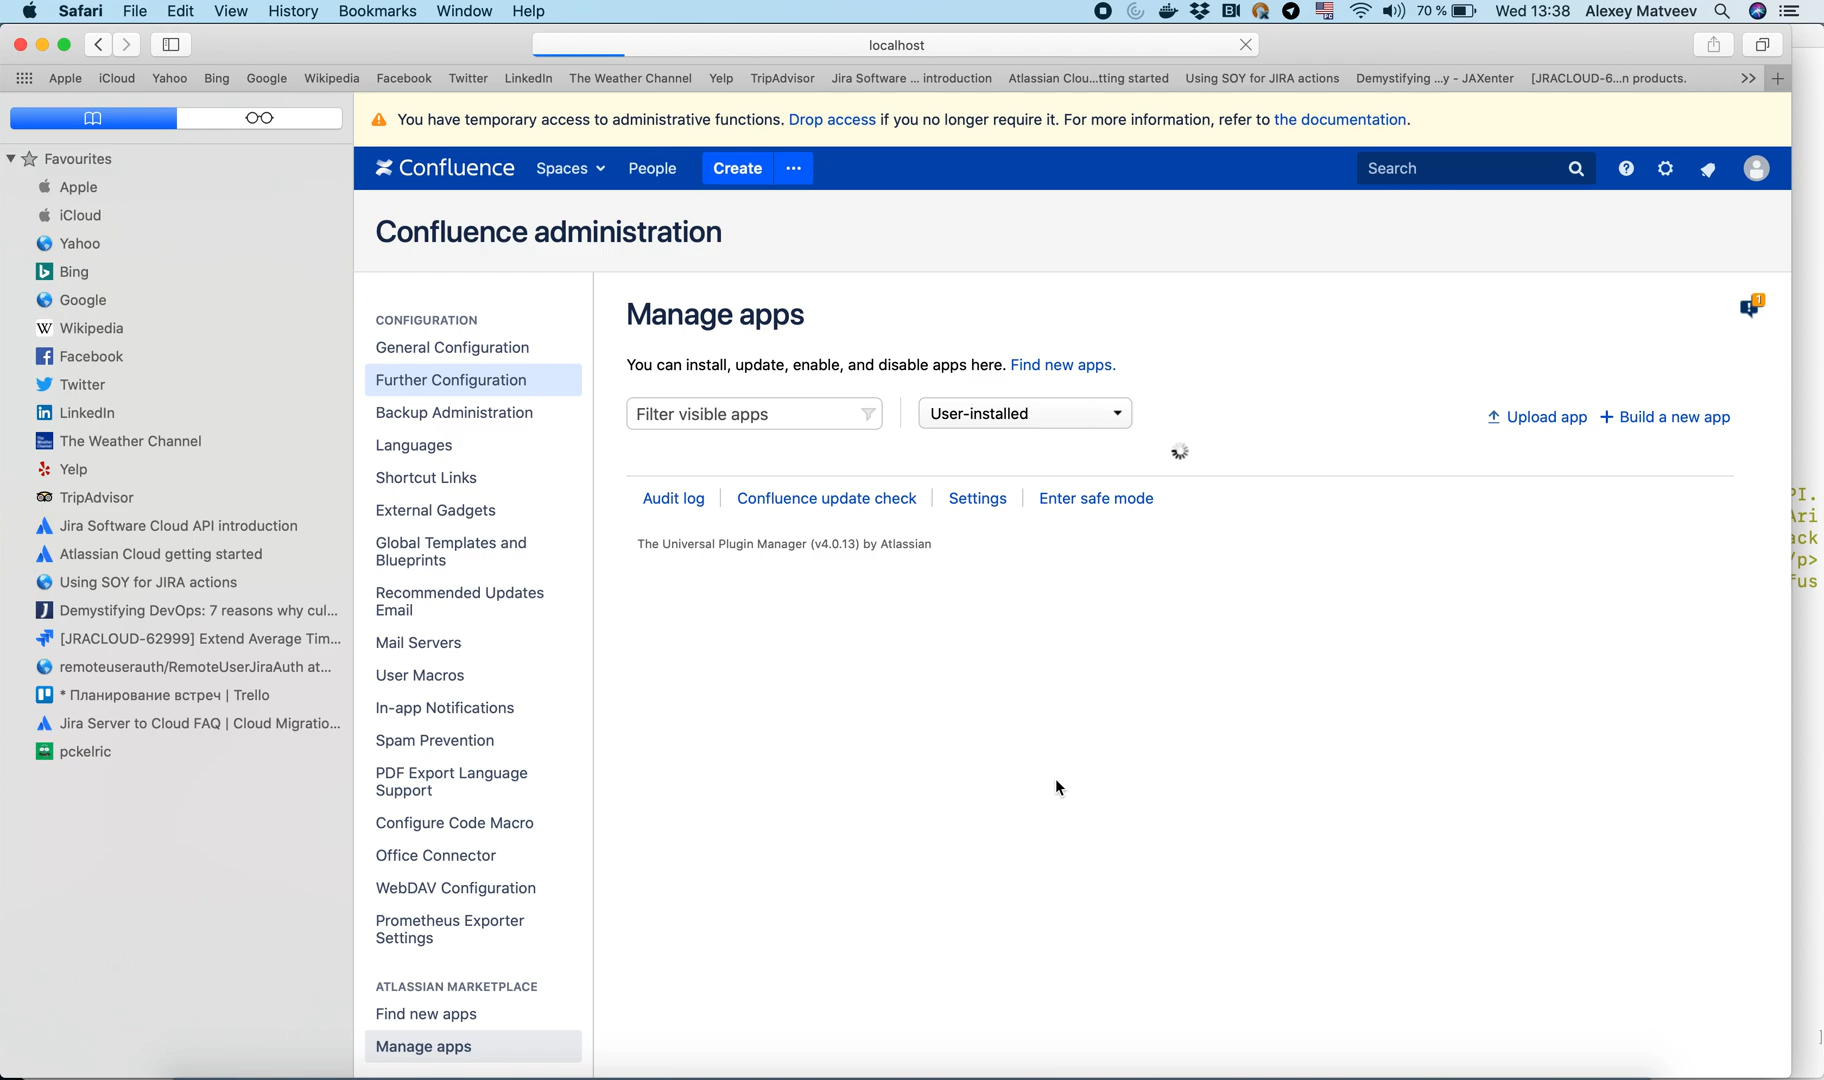 Safari File Edit View History Bookmarks Window Help 70 % Wed 13:38 Alexey Matveev
localhost
Apple iCloud Yahoo Bing Google Wikipedia Facebook Twitter LinkedIn The Weather Channel Yelp TripAdvisor Jira Software ... introduction Atlassian Clou...tting started Using SOY for JIRA actions Demystifying ...y - JAXenter [JRACLOUD-6...n products.
Favourites
Apple
iCloud
Yahoo
Bing
Google
Wikipedia
Facebook
Twitter
LinkedIn
The Weather Channel
Yelp
TripAdvisor
Jira Software Cloud API introduction
Atlassian Cloud getting started
Using SOY for JIRA actions
Demystifying DevOps: 7 reasons why cul...
[JRACLOUD-62999] Extend Average Tim...
remoteuserauth/RemoteUserJiraAuth at...
* Планирование встреч | Trello
Jira Server to Cloud FAQ | Cloud Migratio...
pckelric
You have temporary access to administrative functions. Drop access if you no longer require it. For more information, refer to the documentation.
Confluence Spaces People Create ... Search
Confluence administration
CONFIGURATION
General Configuration
Further Configuration
Backup Administration
Languages
Shortcut Links
External Gadgets
Global Templates and
Blueprints
Recommended Updates
Email
Mail Servers
User Macros
In-app Notifications
Spam Prevention
PDF Export Language
Support
Configure Code Macro
Office Connector
WebDAV Configuration
Prometheus Exporter
Settings
ATLASSIAN MARKETPLACE
Find new apps
Manage apps
Manage apps
1
You can install, update, enable, and disable apps here. Find new apps.
Filter visible apps User-installed Upload app + Build a new app
Audit log Confluence update check Settings Enter safe mode
The Universal Plugin Manager (v4.0.13) by Atlassian